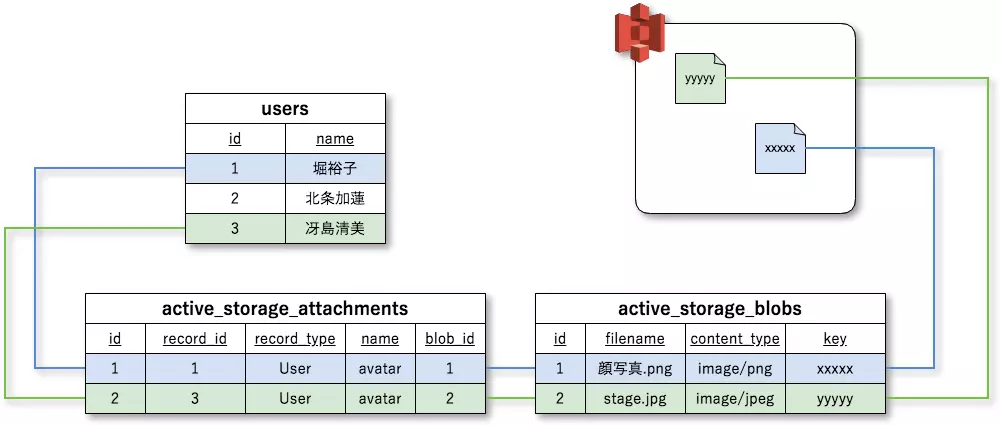 yyyyy
xxxxx
users
id name
1 堀裕子
2 北条加蓮
3 冴島清美
active_storage_attachments
id record_id record_type name blob_id
1 1 User avatar 1
2 3 User avatar 2
active_storage_blobs
id filename content_type key
1 顔写真.png image/png xxxxx
2 stage.jpg image/jpeg yyyyy